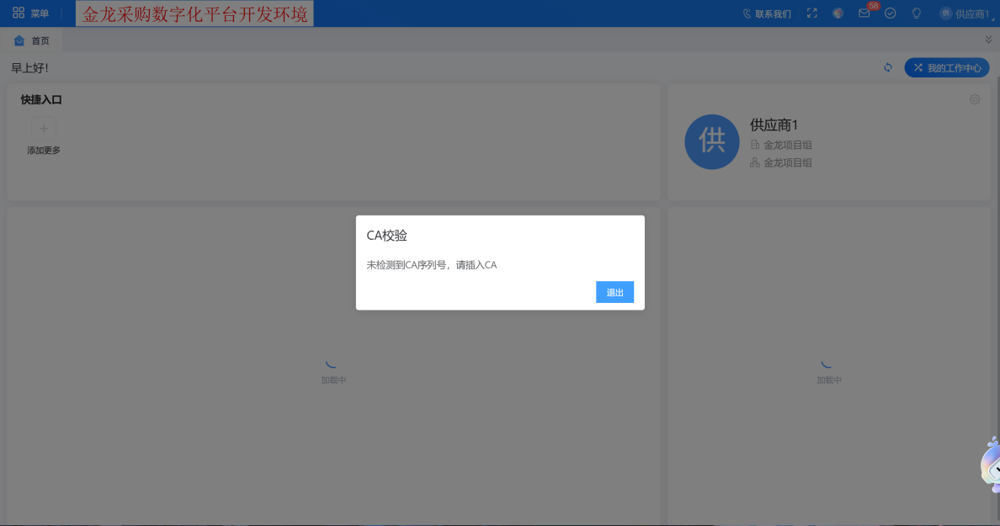 菜单
金龙采购数字化平台开发环境
联系我们
58
供
供应商1
首页
早上好!
我的工作中心
快捷入口
添加更多
供
供应商1
金龙项目组
金龙项目组
CA校验
未检测到CA序列号，请插入CA
退出
加载中
加载中